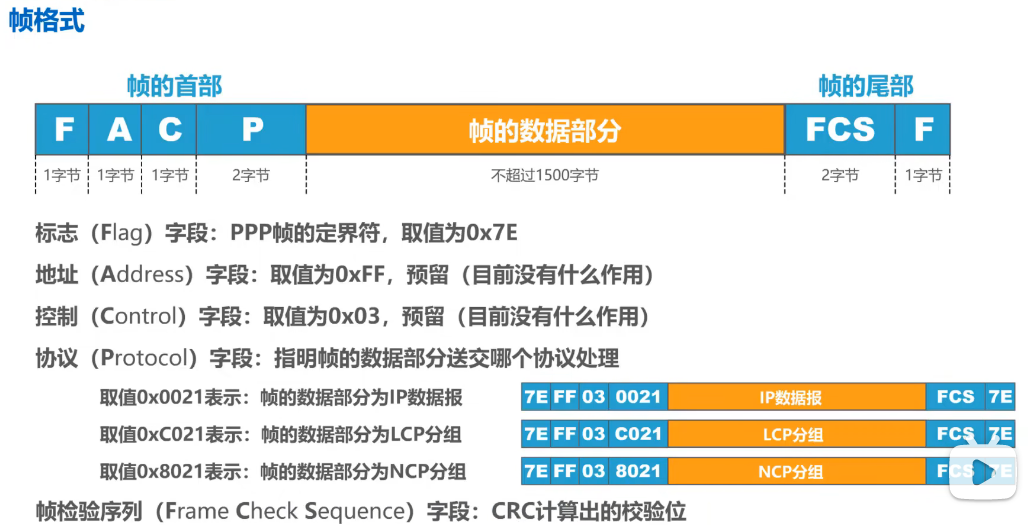 帧格式
帧的首部 帧的尾部
F A C P 帧的数据部分 FCS F
1字节 1字节 1字节 2字节 不超过1500字节 2字节 1字节
标志（Flag）字段：PPP帧的定界符，取值为0x7E
地址（Address）字段：取值为0xFF，预留（目前没有什么作用）
控制（Control）字段：取值为0x03，预留（目前没有什么作用）
协议（Protocol）字段：指明帧的数据部分送交哪个协议处理
取值0x0021表示：帧的数据部分为IP数据报 7E FF 03 0021 IP数据报 FCS 7E
取值0xC021表示：帧的数据部分为LCP分组 7E FF 03 C021 LCP分组 FCS 7E
取值0x8021表示：帧的数据部分为NCP分组 7E FF 03 8021 NCP分组 FCS 7E
帧检验序列（Frame Check Sequence）字段：CRC计算出的校验位